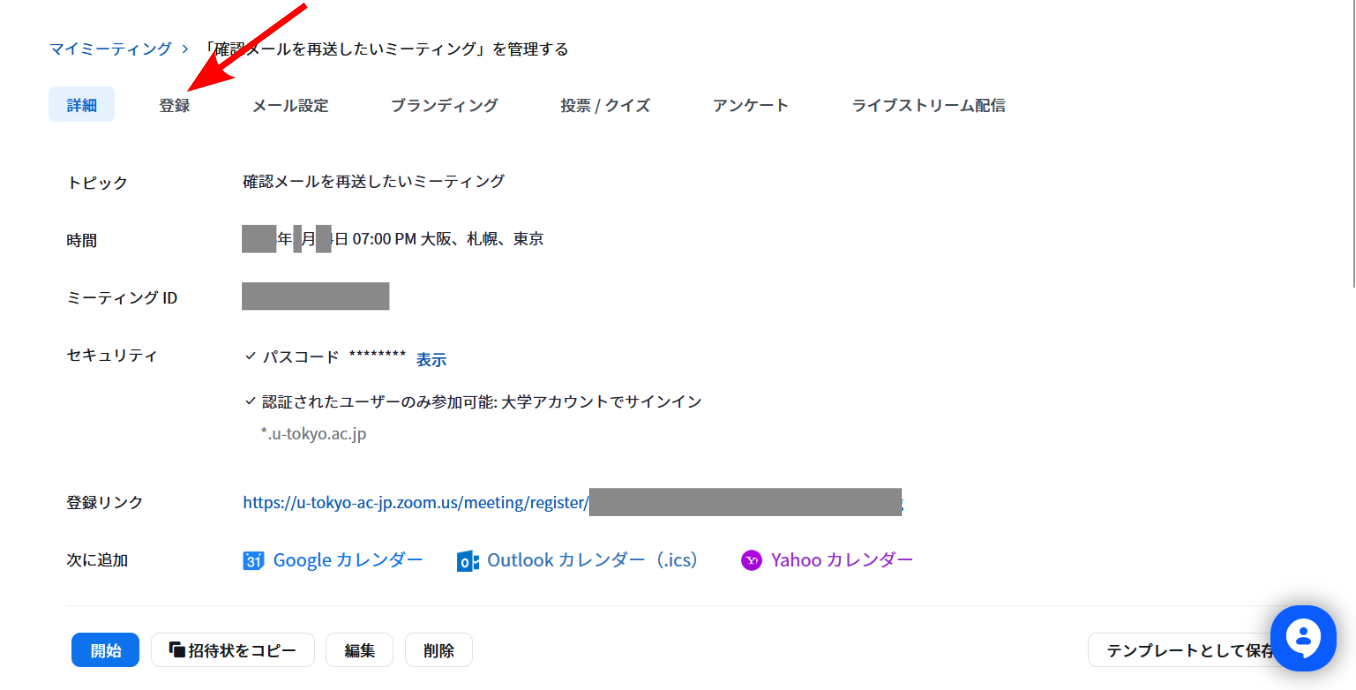 マイミーティング > 「確認メールを再送したいミーティング」を管理する
詳細 登録 メール設定 ブランディング 投票 / クイズ アンケート ライブストリーム配信
トピック 確認メールを再送したいミーティング
時間 年 月 日 07:00 PM 大阪、札幌、東京
ミーティング ID
セキュリティ ✓ パスコード ******** 表示
✓ 認証されたユーザーのみ参加可能: 大学アカウントでサインイン
*.u-tokyo.ac.jp
登録リンク https://u-tokyo-ac-jp.zoom.us/meeting/register/
次に追加 31 Google カレンダー Outlook カレンダー（.ics） Yahoo カレンダー
開始 招待状をコピー 編集 削除 テンプレートとして保存